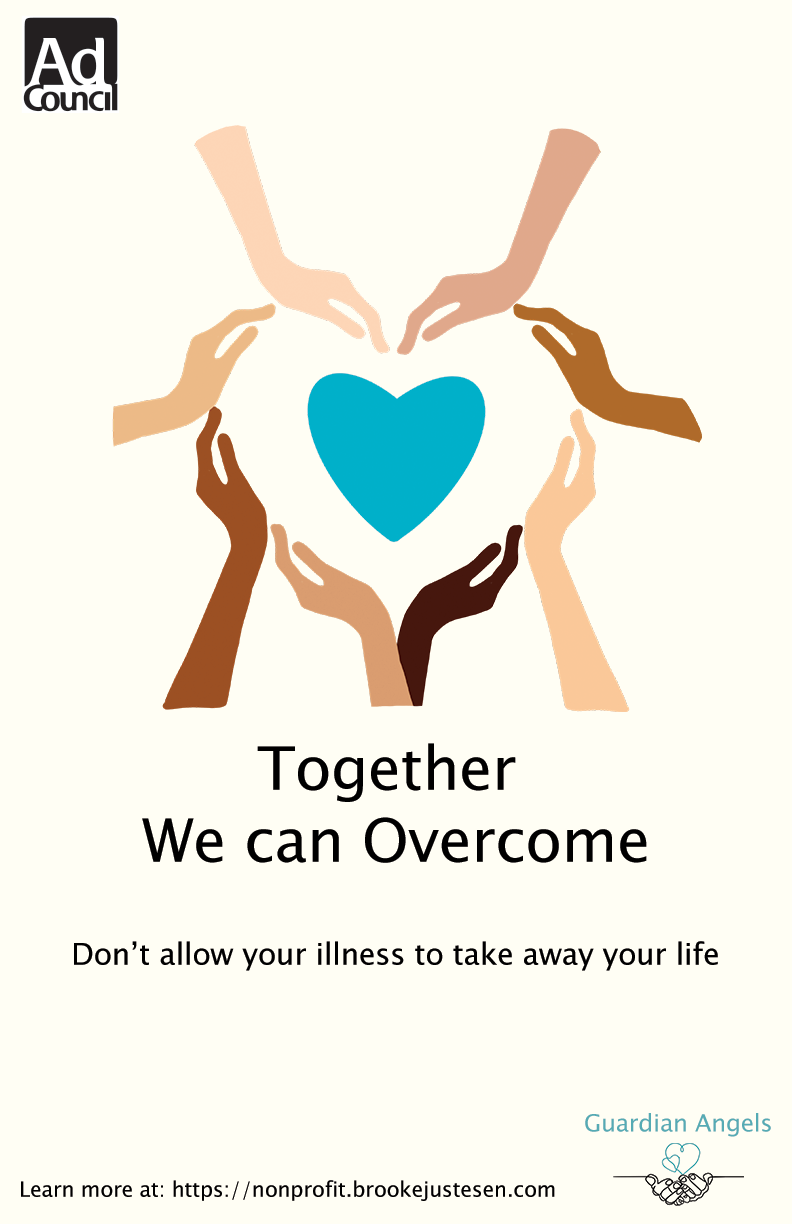 Ad
Council
Together
We can Overcome
Don't allow your illness to take away your life
Guardian Angels
Learn more at: https://nonprofit.brookejustesen.com